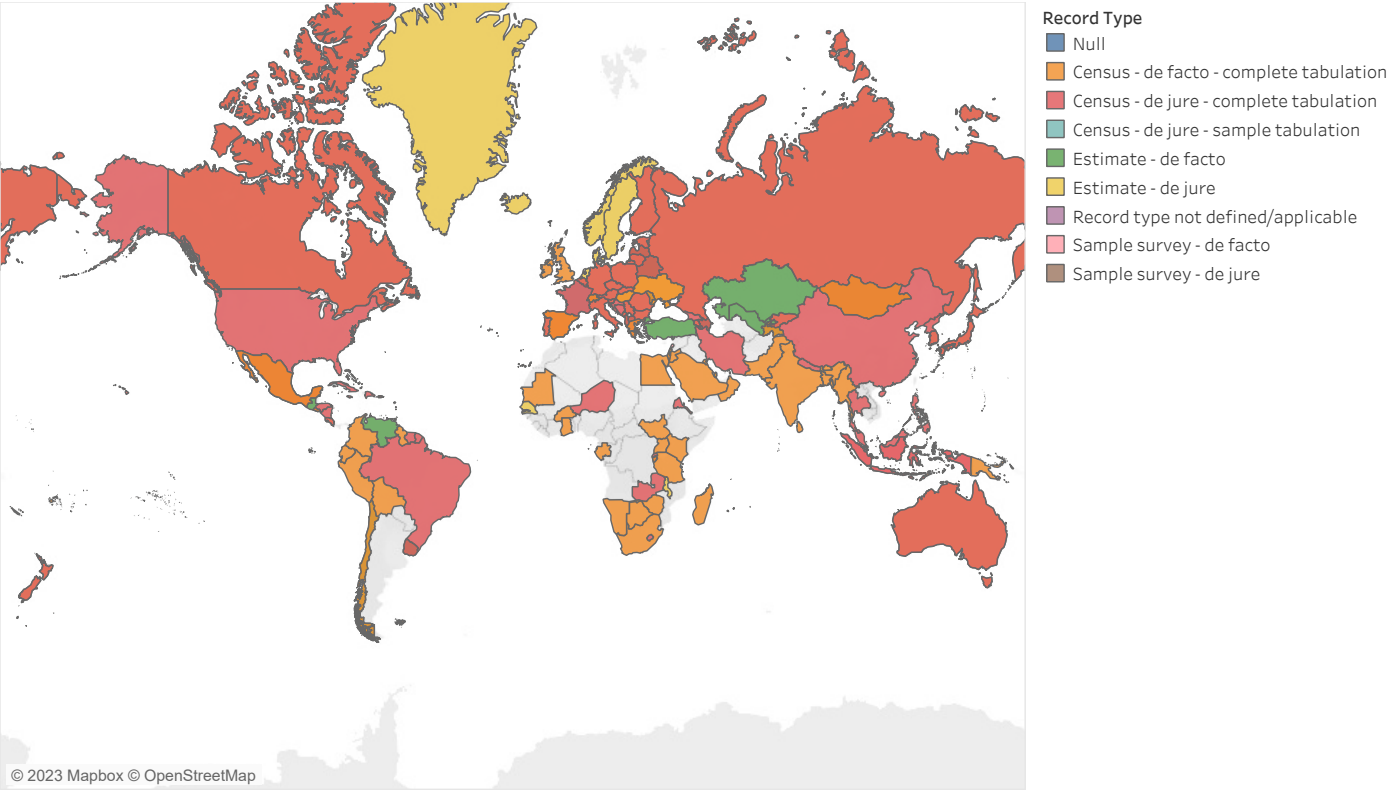 Record Type
Null
Census - de facto - complete tabulation
Census - de jure - complete tabulation
Census - de jure - sample tabulation
Estimate - de facto
Estimate - de jure
Record type not defined/applicable
Sample survey - de facto
Sample survey - de jure
© 2023 Mapbox © OpenStreetMap